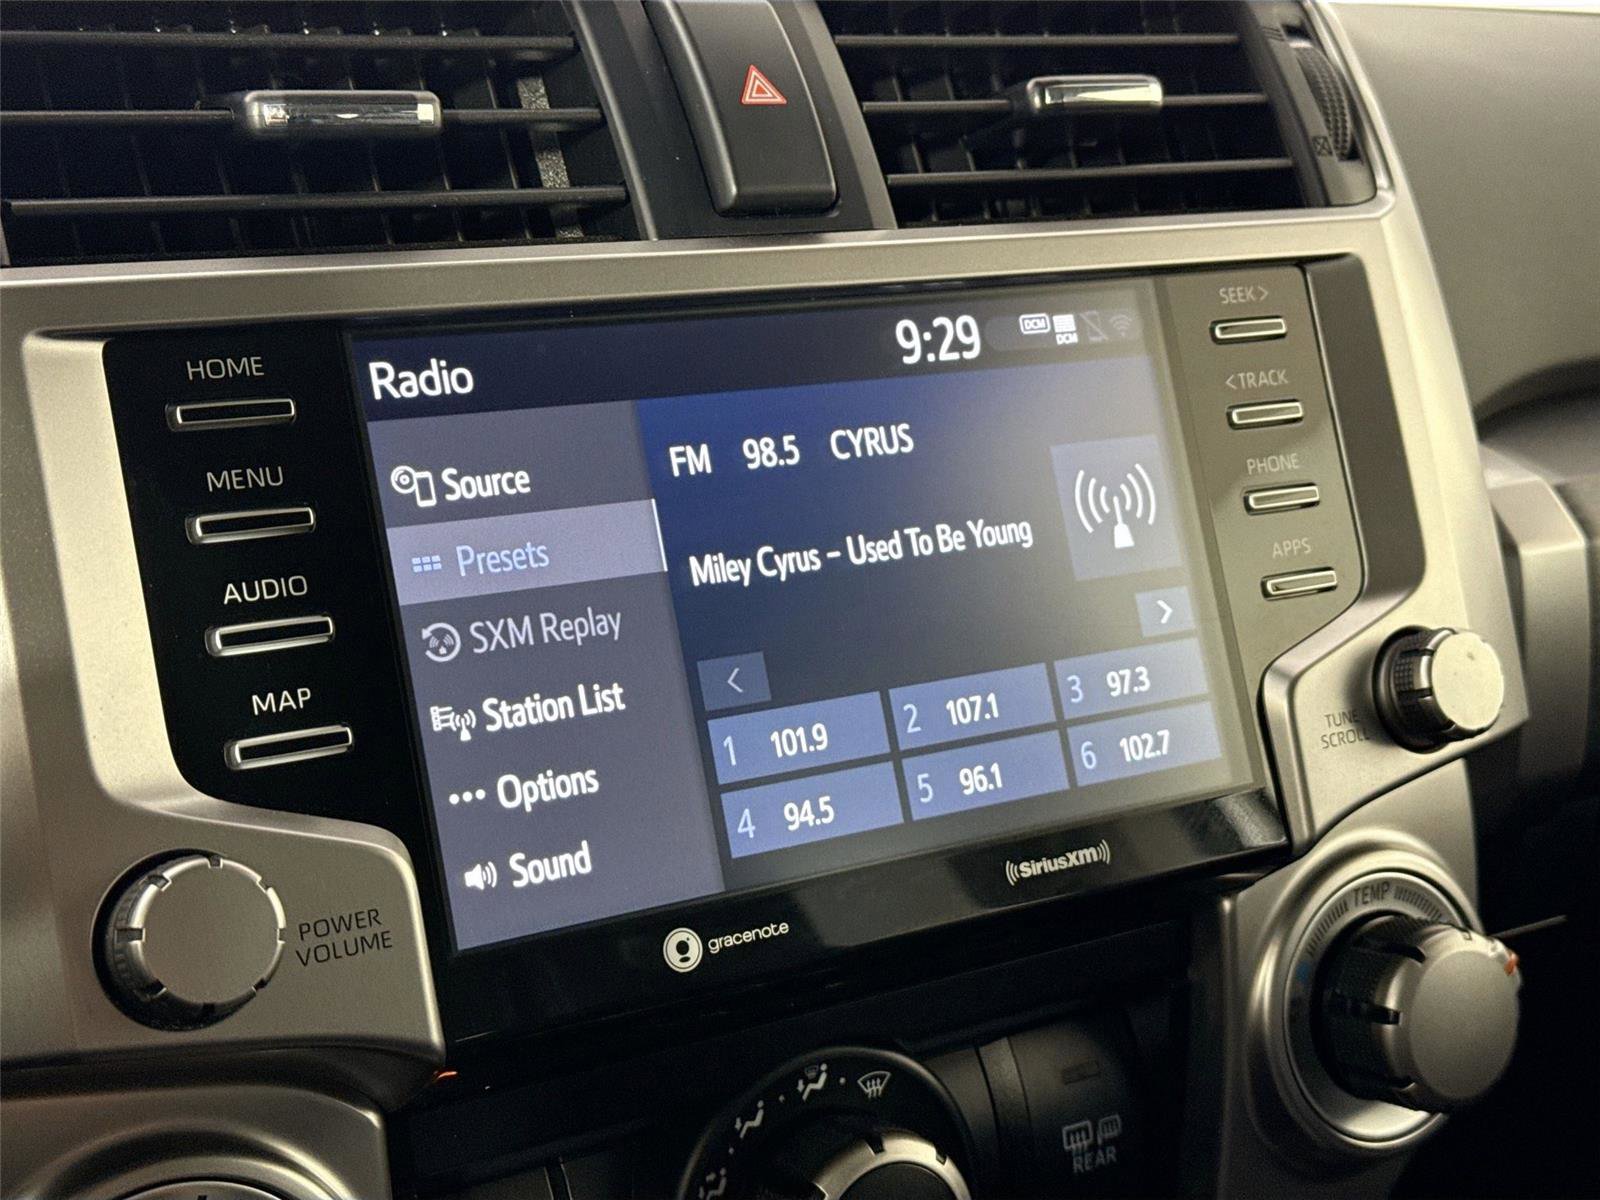 HOME
MENU
AUDIO
MAP
POWER
VOLUME
Radio
9:29
DCM
DCM
Source
Presets
SXM Replay
Station List
Options
Sound
FM 98.5 CYRUS
Miley Cyrus – Used To Be Young
<
>
1 101.9
2 107.1
3 97.3
4 94.5
5 96.1
6 102.7
gracenote
SiriusXM
SEEK>
<TRACK
PHONE
APPS
TUNE
SCROLL
TEMP
REAR